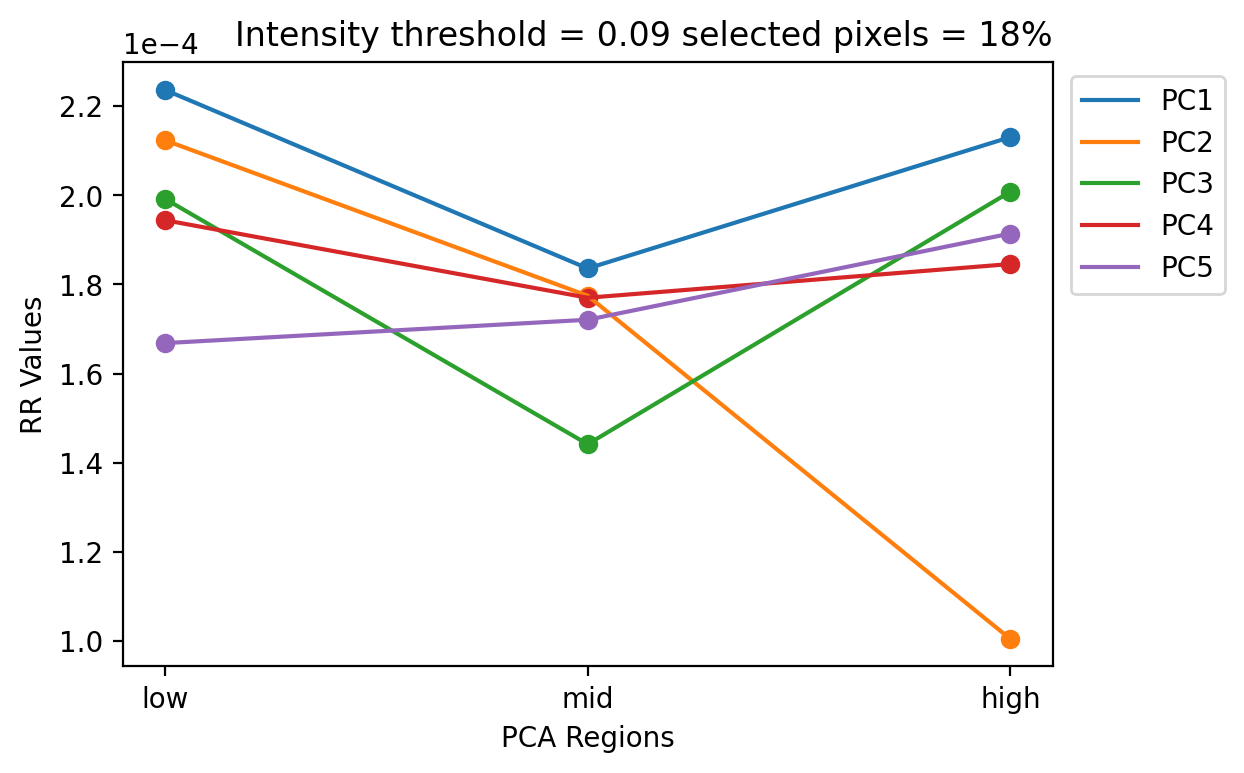 Intensity threshold = 0.09 selected pixels = 18%
1e−4
2.2
2.0
1.8
1.6
1.4
1.2
1.0
RR Values
low
mid
high
PCA Regions
PC1
PC2
PC3
PC4
PC5